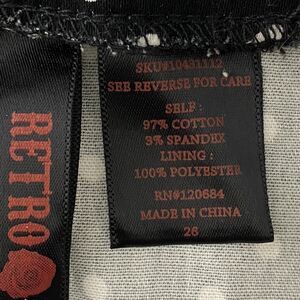 SKU#10431112
SEE REVERSE FOR CARE
SELF :
97% COTTON
3% SPANDEX
LINING :
100% POLYESTER
RN#120684
MADE IN CHINA
26
RETRO